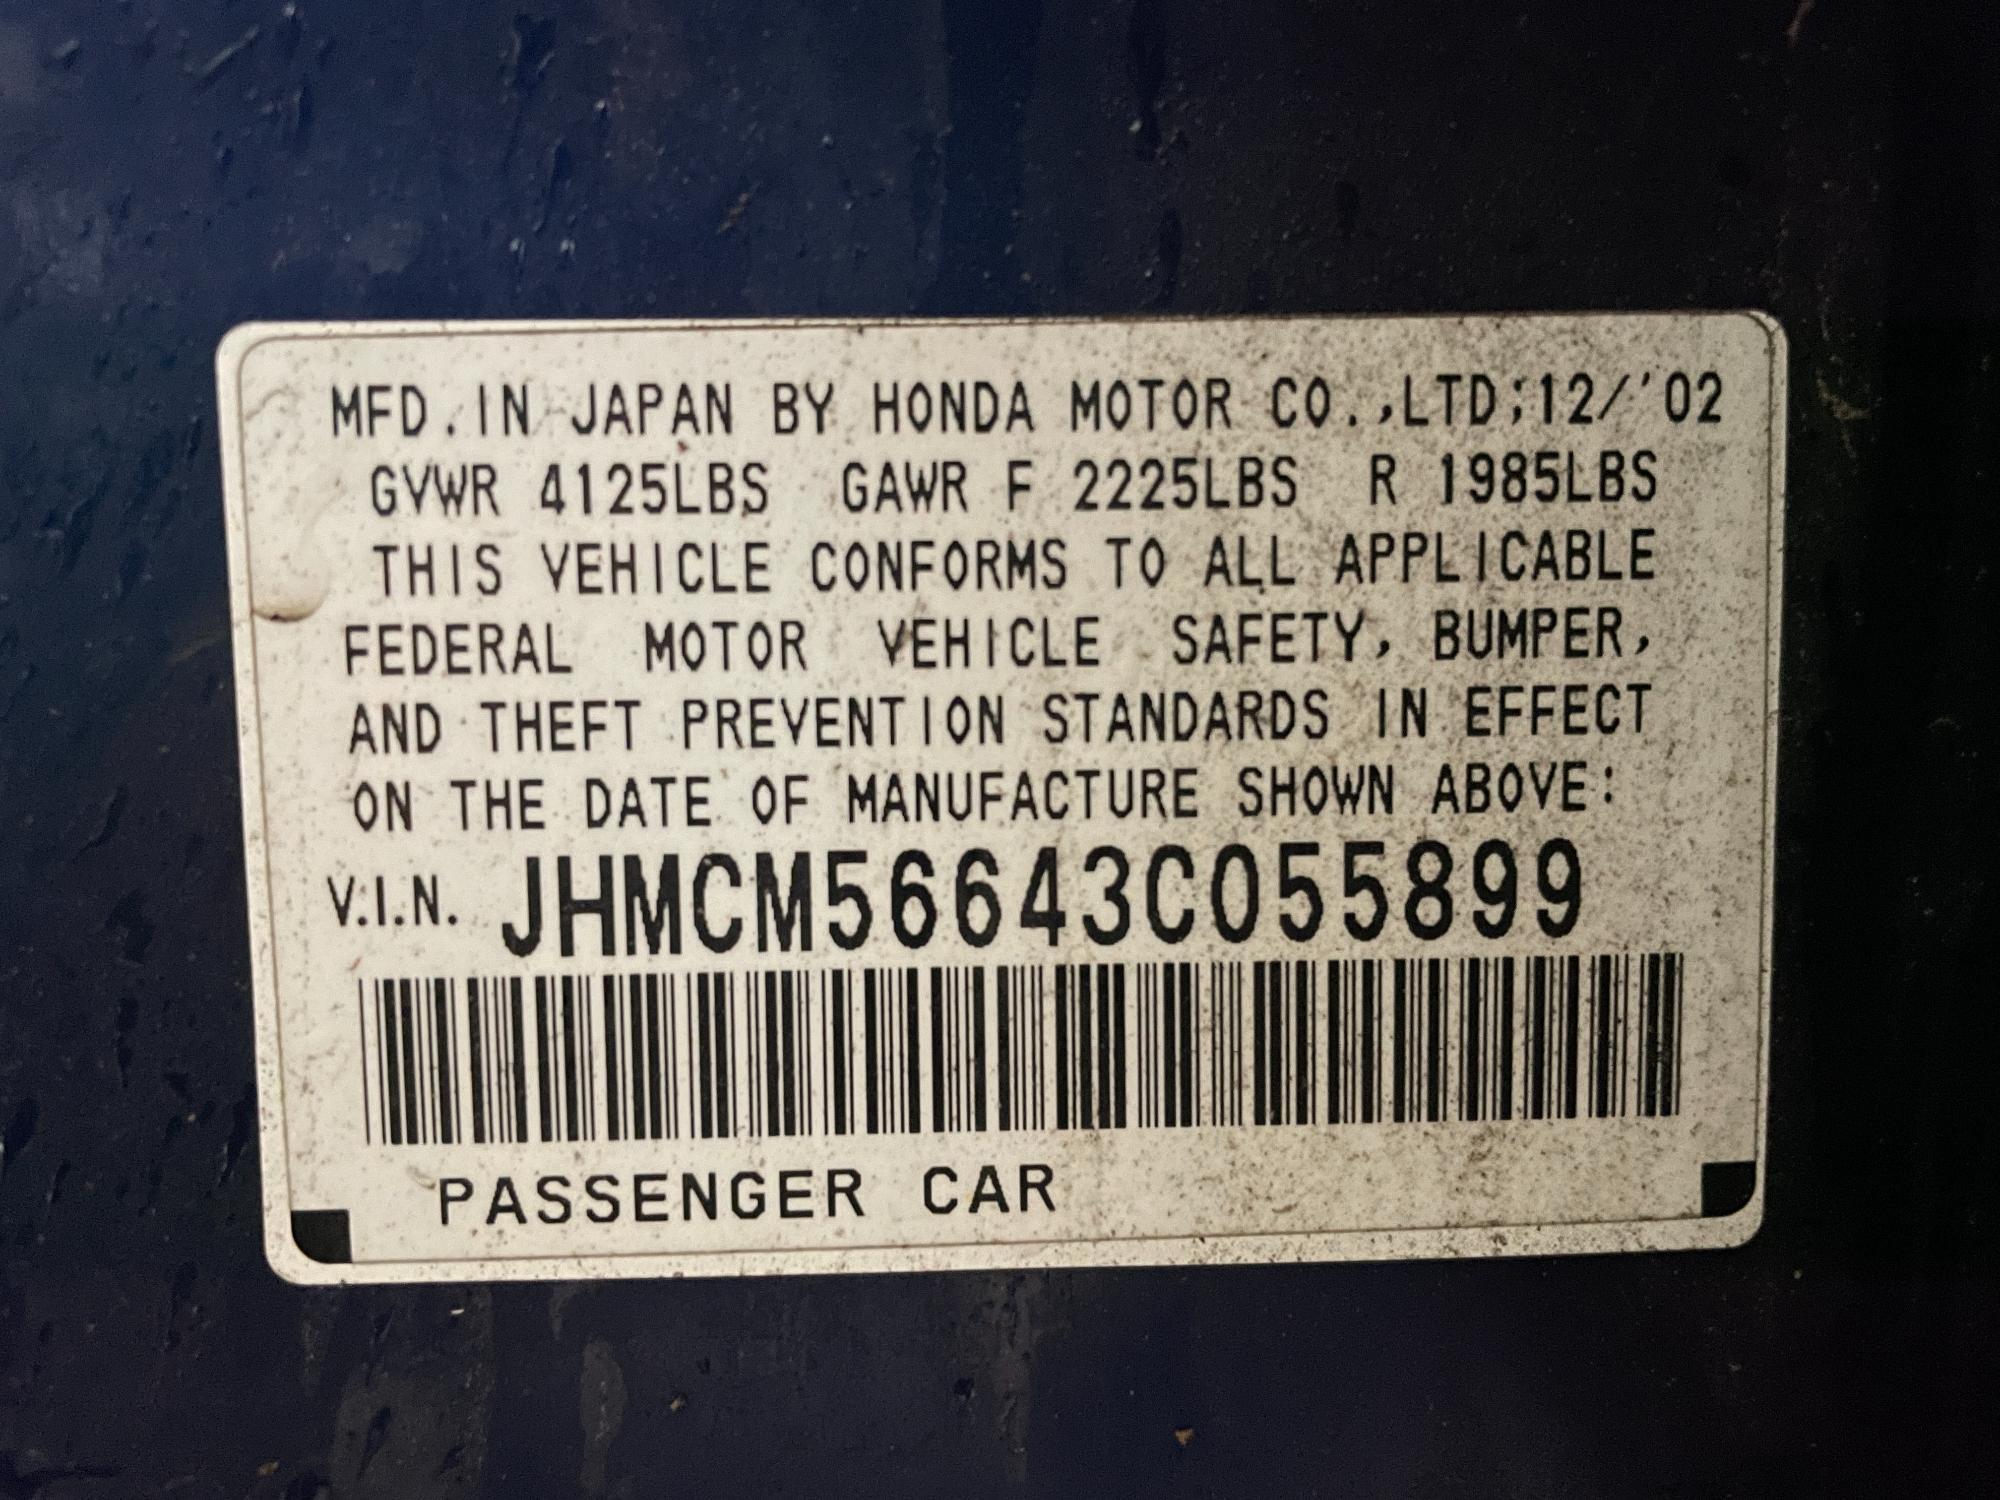 MFD.IN JAPAN BY HONDA MOTOR CO.,LTD;12/'02
GVWR 4125LBS GAWR F 2225LBS R 1985LBS
THIS VEHICLE CONFORMS TO ALL APPLICABLE
FEDERAL MOTOR VEHICLE SAFETY, BUMPER,
AND THEFT PREVENTION STANDARDS IN EFFECT
ON THE DATE OF MANUFACTURE SHOWN ABOVE:
V.I.N. JHMCM56643C055899
PASSENGER CAR